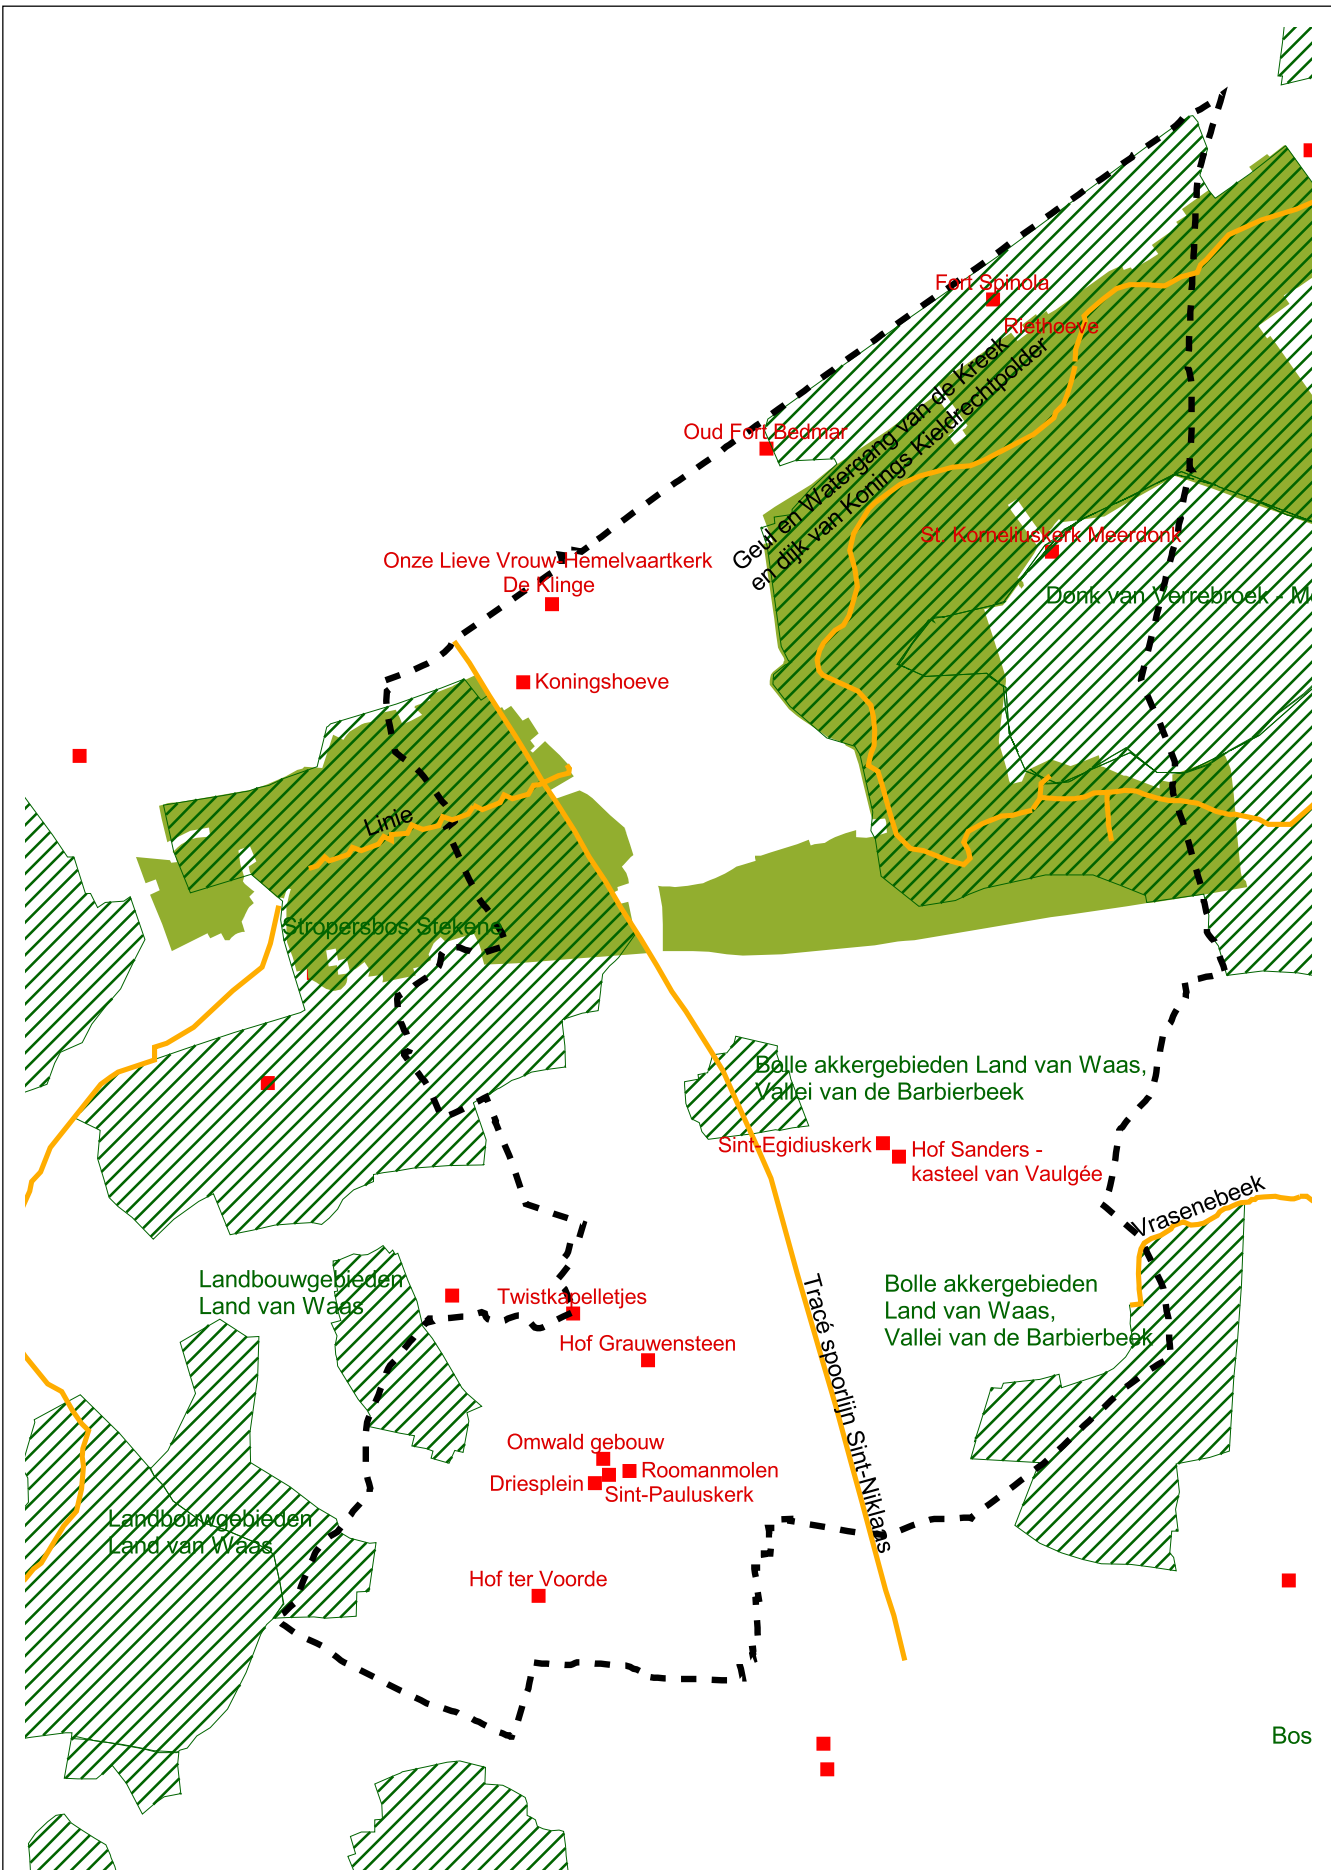 Fort Spinola
Riethoeve
Geul en Watergang van de Kreek
en dijk van Konings Kieldrechtpolder
Oud Fort Bedmar
St. Korneliuskerk Meerdonk
Onze Lieve Vrouw-Hemelvaartkerk
De Klinge
Donk van Verrebroek - M
Koningshoeve
Linie
Stropersbos Stekene
Bolle akkergebieden Land van Waas,
Vallei van de Barbierbeek
Sint-Egidiuskerk
Hof Sanders -
kasteel van Vaulgée
Vrasenebeek
Landbouwgebieden
Land van Waas
Twistkapelletjes
Bolle akkergebieden
Land van Waas,
Vallei van de Barbierbeek
Hof Grauwensteen
Tracé spoorlijn Sint-Niklaas
Omwald gebouw
Roomanmolen
Driesplein
Sint-Pauluskerk
Landbouwgebieden
Land van Waas
Hof ter Voorde
Bos